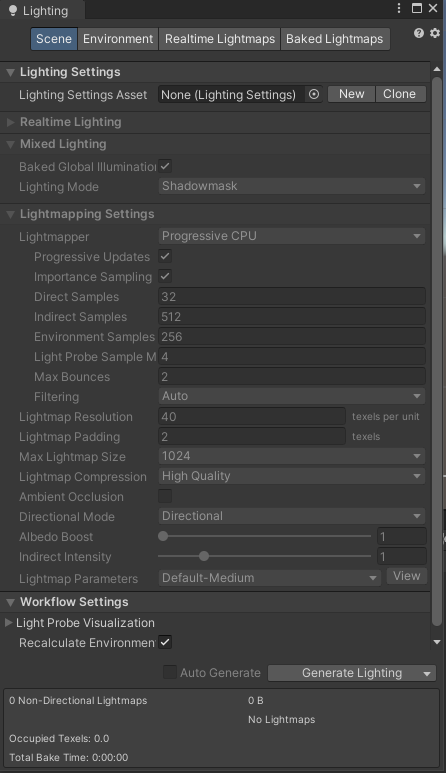 Lighting
Scene Environment Realtime Lightmaps Baked Lightmaps
Lighting Settings
Lighting Settings Asset None (Lighting Settings) New Clone
Realtime Lighting
Mixed Lighting
Baked Global Illumination
Lighting Mode Shadowmask
Lightmapping Settings
Lightmapper Progressive CPU
Progressive Updates
Importance Sampling
Direct Samples 32
Indirect Samples 512
Environment Samples 256
Light Probe Sample M 4
Max Bounces 2
Filtering Auto
Lightmap Resolution 40 texels per unit
Lightmap Padding 2 texels
Max Lightmap Size 1024
Lightmap Compression High Quality
Ambient Occlusion
Directional Mode Directional
Albedo Boost 1
Indirect Intensity 1
Lightmap Parameters Default-Medium View
Workflow Settings
Light Probe Visualization
Recalculate Environmen
Auto Generate Generate Lighting
0 Non-Directional Lightmaps 0 B
No Lightmaps
Occupied Texels: 0.0
Total Bake Time: 0:00:00